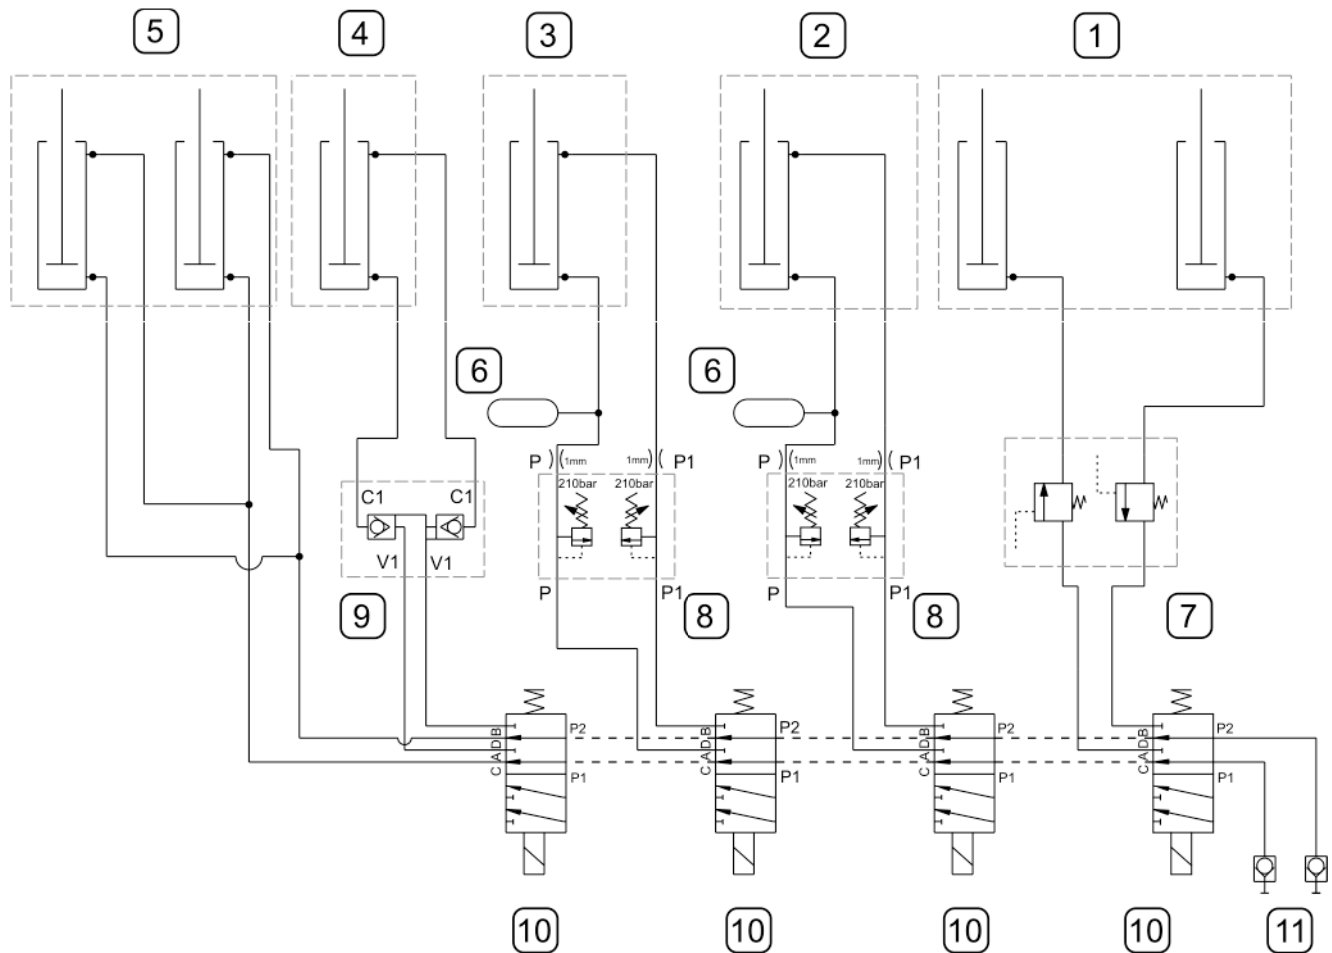 5 4 3 2 1
6 6
P 1mm 1mm P1 P 1mm 1mm P1
210bar 210bar 210bar 210bar
C1 C1
V1 V1
P P1 P P1
9 8 8 7
B P2 B P2 B P2 B P2
D D D D
A A A A
C P1 C P1 C P1 C P1
10 10 10 10 11